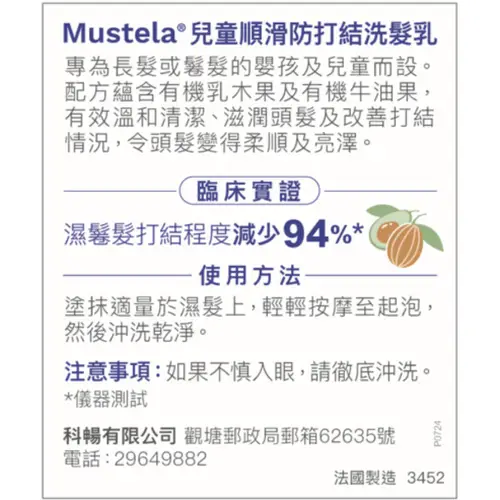 Mustela® 兒童順滑防打結洗髮乳
專為長髮或鬈髮的嬰孩及兒童而設。
配方蘊含有機乳木果及有機牛油果，
有效溫和清潔、滋潤頭髮及改善打結
情況，令頭髮變得柔順及亮澤。
臨床實證
濕鬈髮打結程度減少94%*
使用方法
塗抹適量於濕髮上，輕輕按摩至起泡，
然後沖洗乾淨。
注意事項：如果不慎入眼，請徹底沖洗。
*儀器測試
科暢有限公司 觀塘郵政局郵箱62635號
電話：29649882
P0724
法國製造 3452